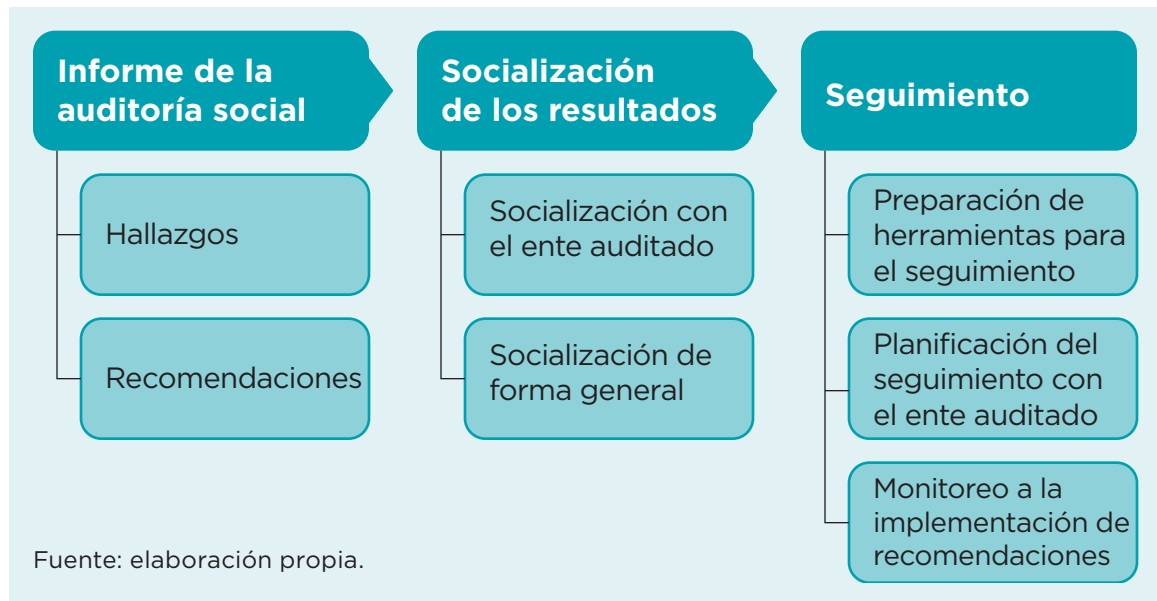 Informe de la
auditoría social
Hallazgos
Recomendaciones
Socialización
de los resultados
Socialización con
el ente auditado
Socialización de
forma general
Seguimiento
Preparación de
herramientas para
el seguimiento
Planificación del
seguimiento con
el ente auditado
Monitoreo a la
implementación de
recomendaciones
Fuente: elaboración propia.